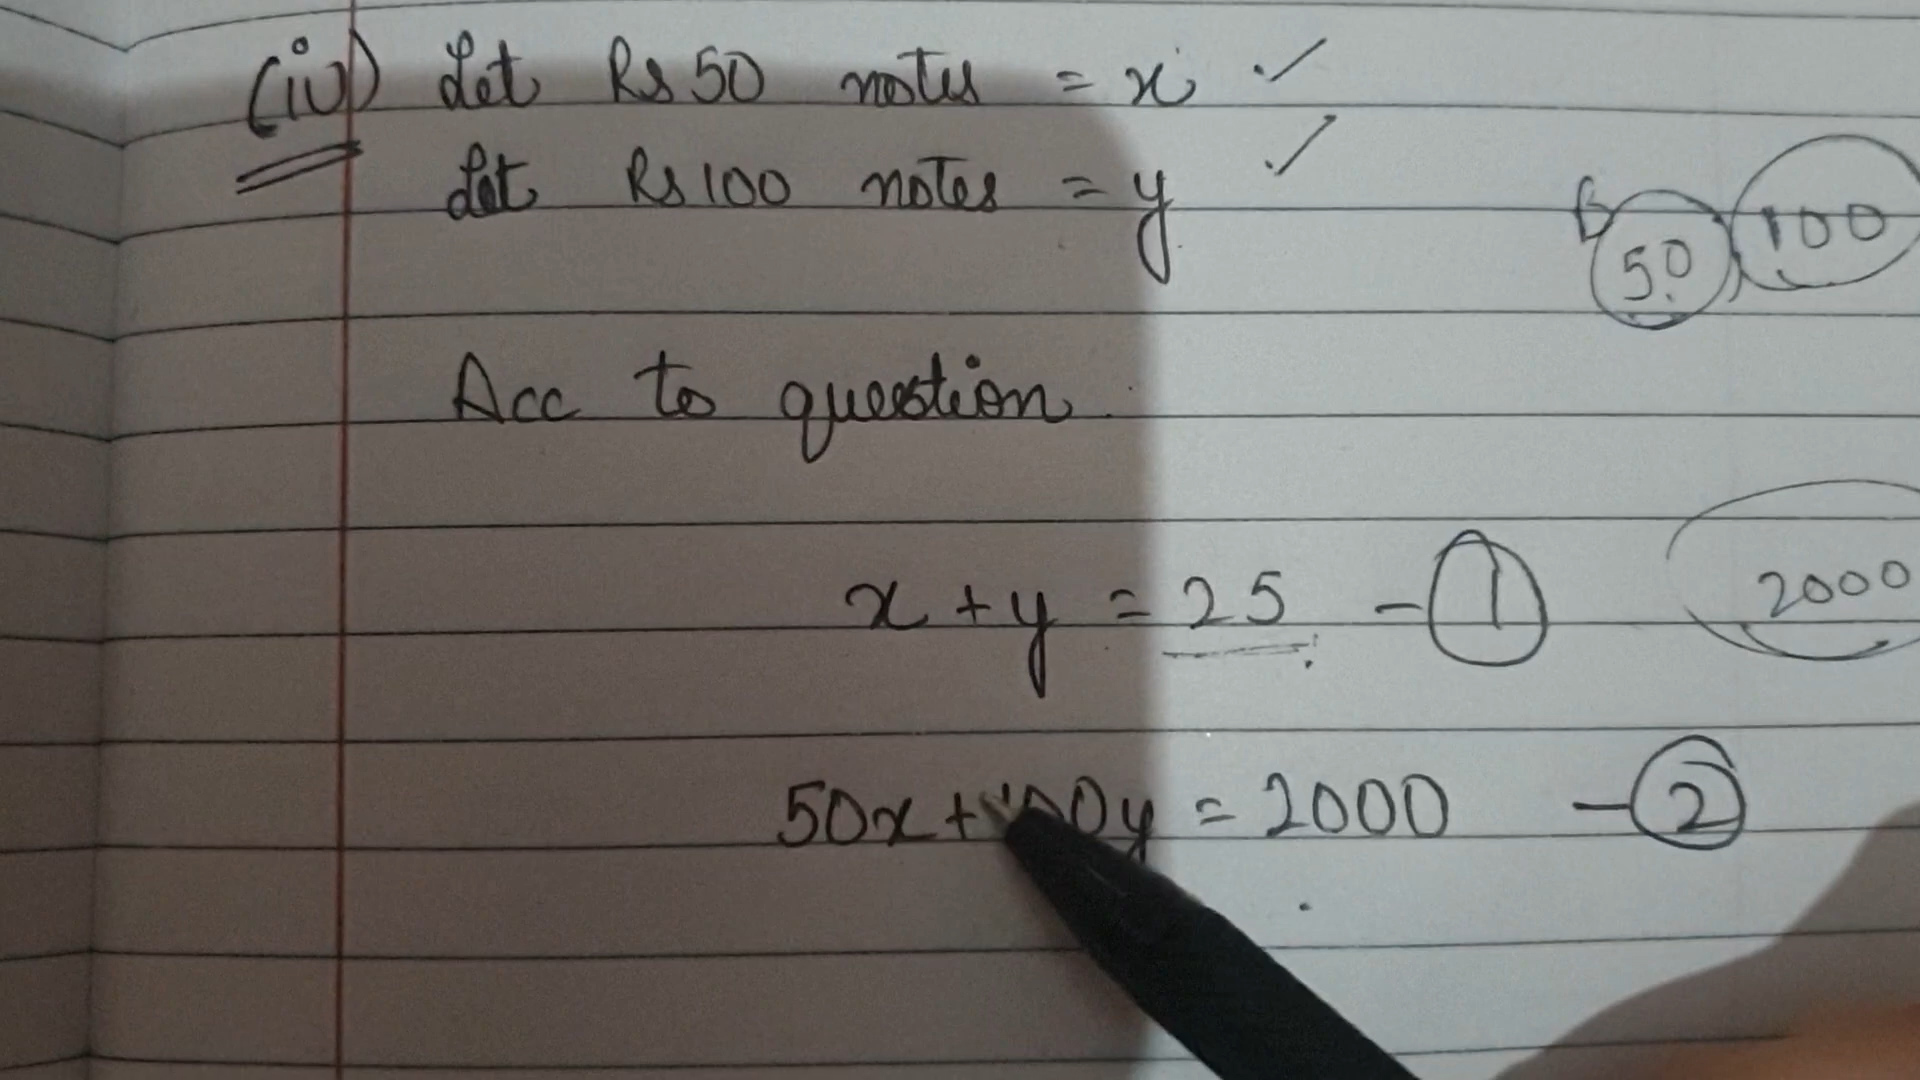 (iv) Let Rs 50 notes = x ✓
Let Rs 100 notes = y ✓
50 100
Acc to question
x + y = 25 - ①
2000
50x + 100y = 2000 - ②